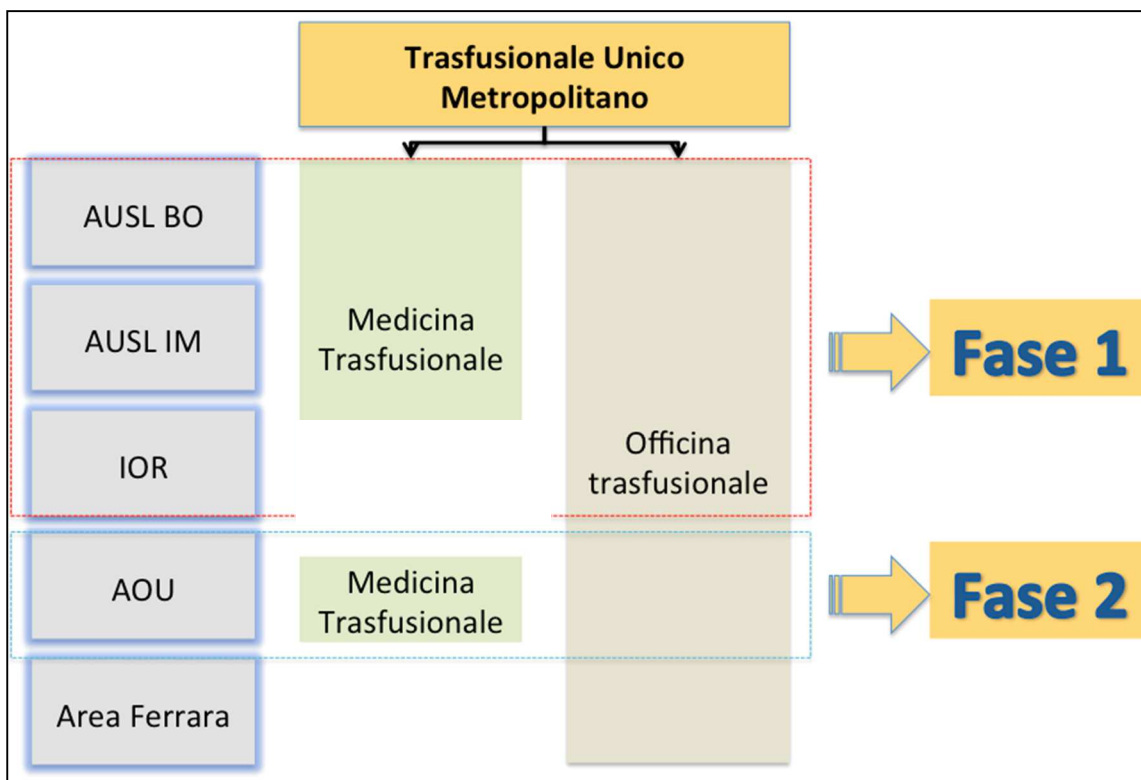 Trasfusionale Unico
Metropolitano
AUSL BO
AUSL IM
IOR
AOU
Area Ferrara
Medicina
Trasfusionale
Medicina
Trasfusionale
Officina
trasfusionale
Fase 1
Fase 2